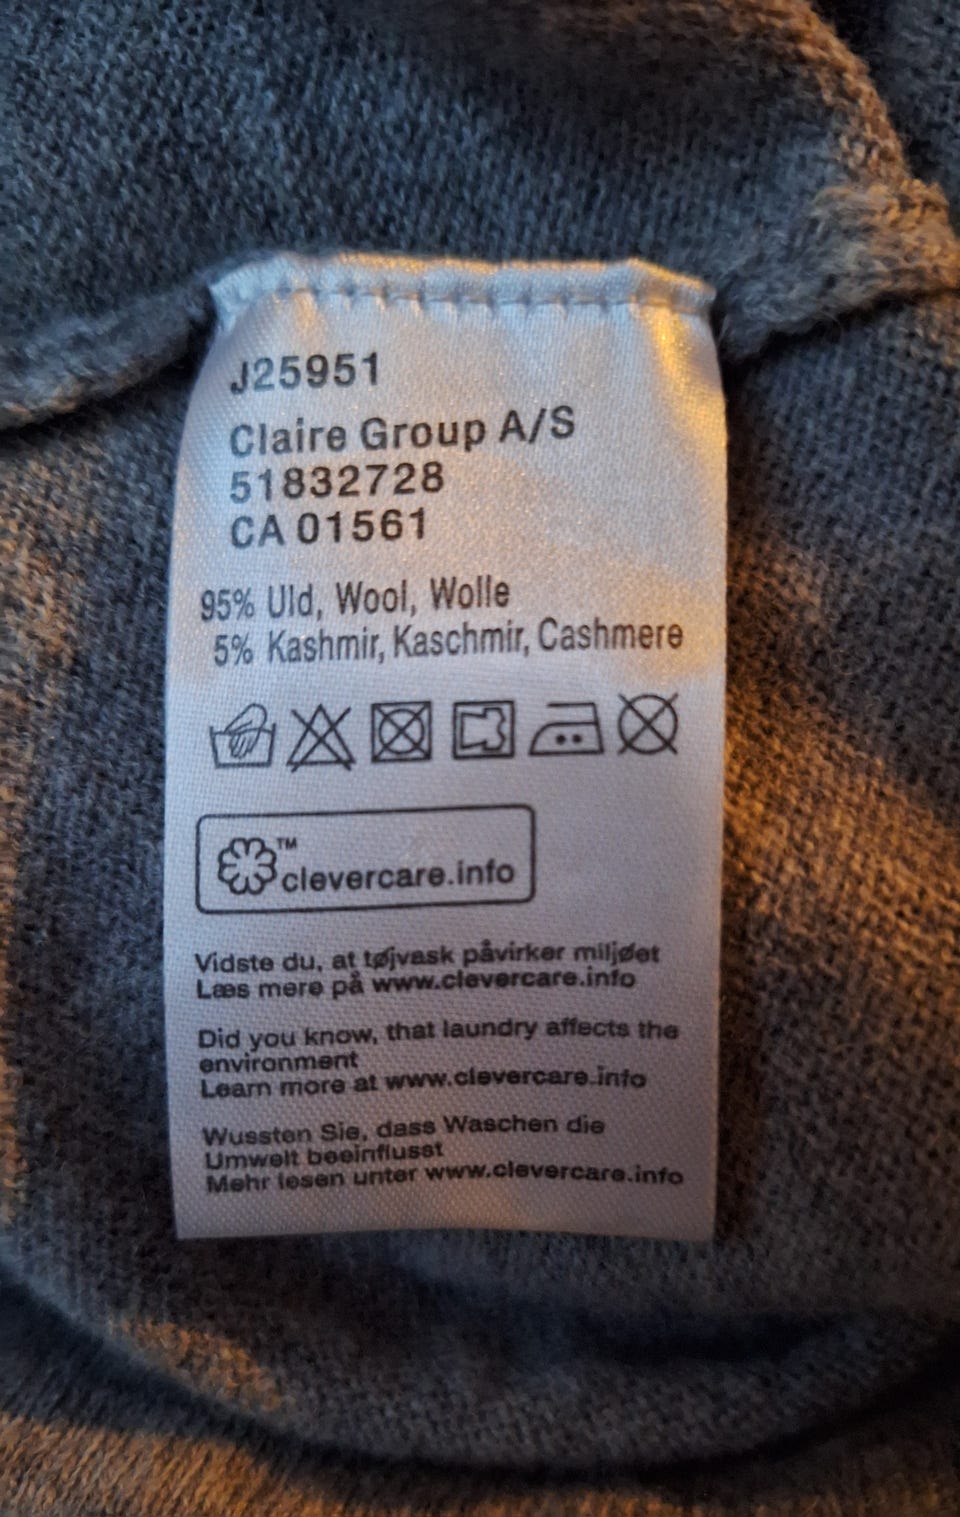 J25951
Claire Group A/S
51832728
CA 01561
95% Uld, Wool, Wolle
5% Kashmir, Kaschmir, Cashmere
™
clevercare.info
Vidste du, at tøjvask påvirker miljøet
Læs mere på www.clevercare.info
Did you know, that laundry affects the
environment
Learn more at www.clevercare.info
Wussten Sie, dass Waschen die
Umwelt beeinflusst
Mehr lesen unter www.clevercare.info